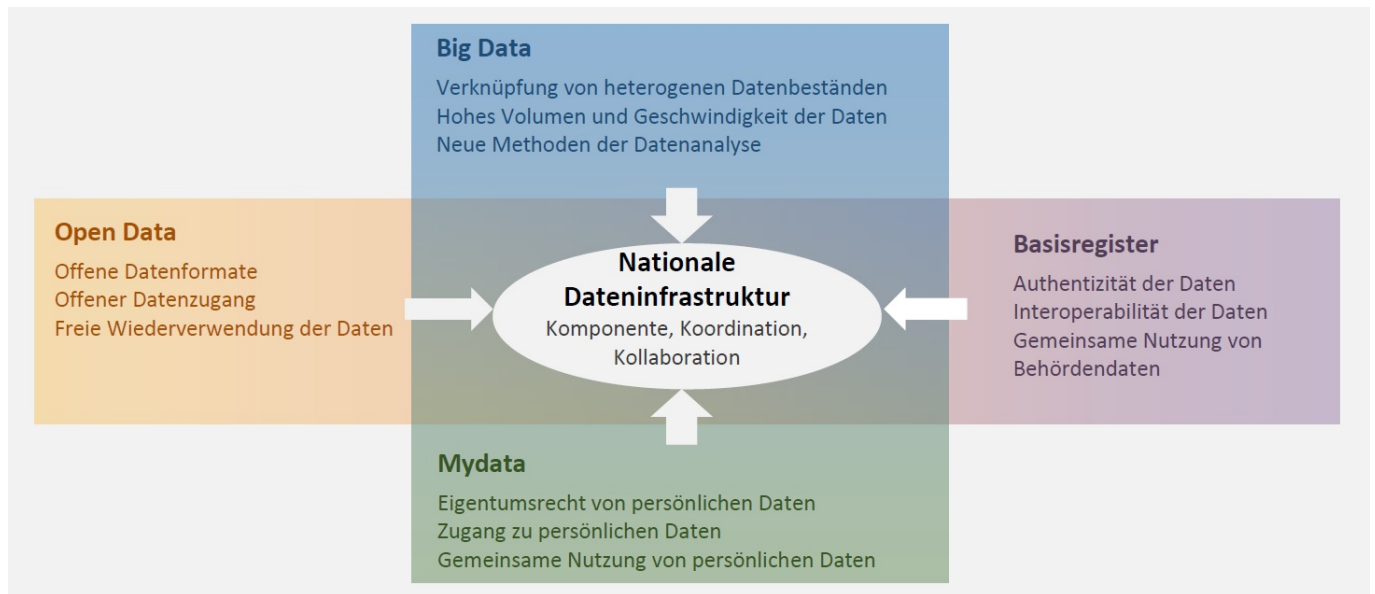 Big Data
Verknüpfung von heterogenen Datenbeständen
Hohes Volumen und Geschwindigkeit der Daten
Neue Methoden der Datenanalyse
Open Data
Offene Datenformate
Offener Datenzugang
Freie Wiederverwendung der Daten
Nationale
Dateninfrastruktur
Komponente, Koordination,
Kollaboration
Basisregister
Authentizität der Daten
Interoperabilität der Daten
Gemeinsame Nutzung von
Behördendaten
Mydata
Eigentumsrecht von persönlichen Daten
Zugang zu persönlichen Daten
Gemeinsame Nutzung von persönlichen Daten